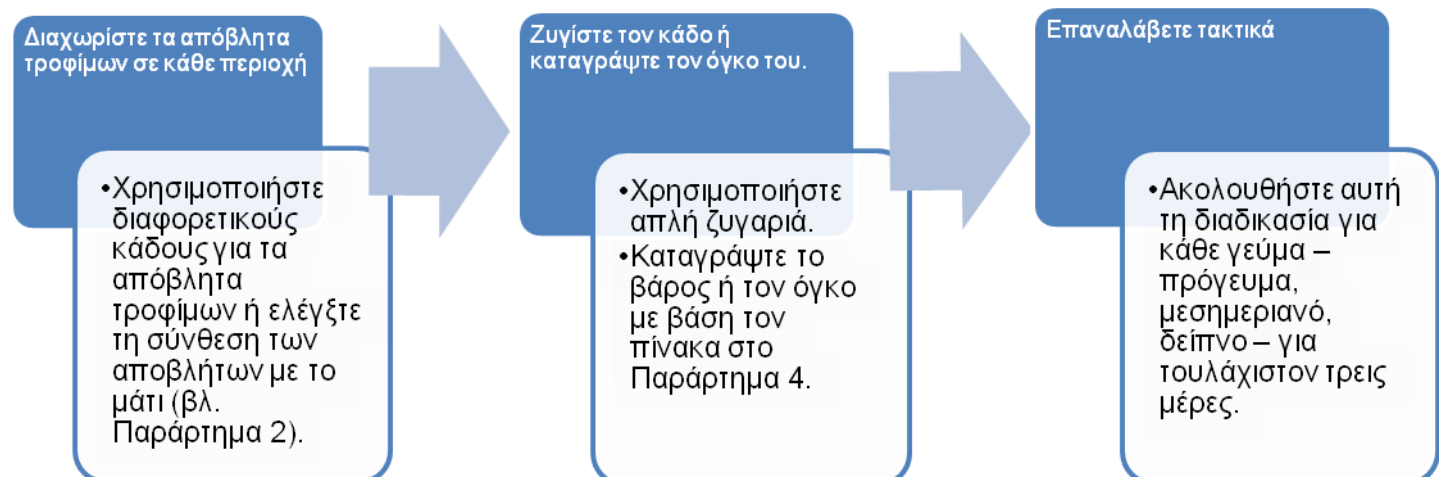 Διαχωρίστε τα απόβλητα
τροφίμων σε κάθε περιοχή
•Χρησιμοποιήστε
διαφορετικούς
κάδους για τα
απόβλητα
τροφίμων ή ελέγξτε
τη σύνθεση των
αποβλήτων με το
μάτι (βλ.
Παράρτημα 2).
Ζυγίστε τον κάδο ή
καταγράψτε τον όγκο του.
•Χρησιμοποιήστε
απλή ζυγαριά.
•Καταγράψτε το
βάρος ή τον όγκο
με βάση τον
πίνακα στο
Παράρτημα 4.
Επαναλάβετε τακτικά
•Ακολουθήστε αυτή
τη διαδικασία για
κάθε γεύμα –
πρόγευμα,
μεσημεριανό,
δείπνο – για
τουλάχιστον τρεις
μέρες.